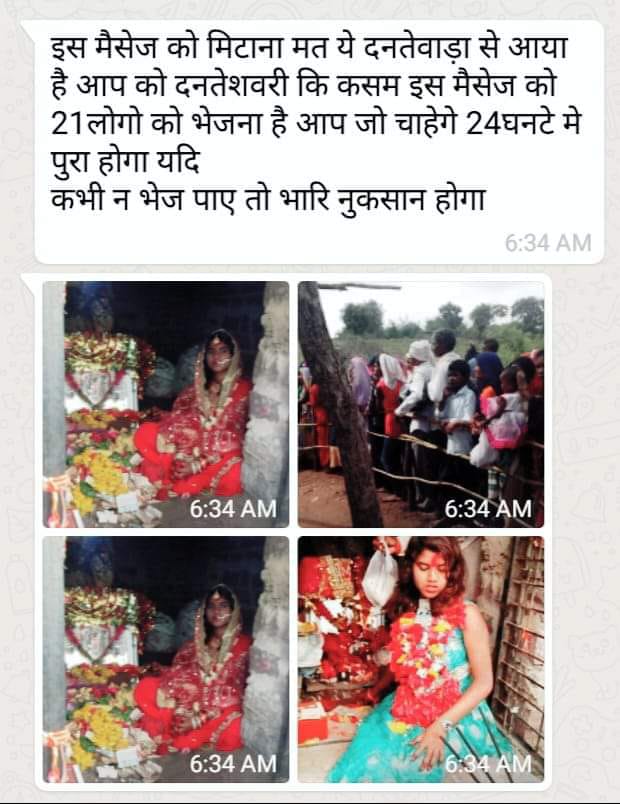 इस मैसेज को मिटाना मत ये दनतेवाड़ा से आया
है आप को दनतेशवरी कि कसम इस मैसेज को
21लोगो को भेजना है आप जो चाहेगे 24घनटे मे
पुरा होगा यदि
कभी न भेज पाए तो भारि नुकसान होगा
6:34 AM
6:34 AM
6:34 AM
6:34 AM
6:34 AM